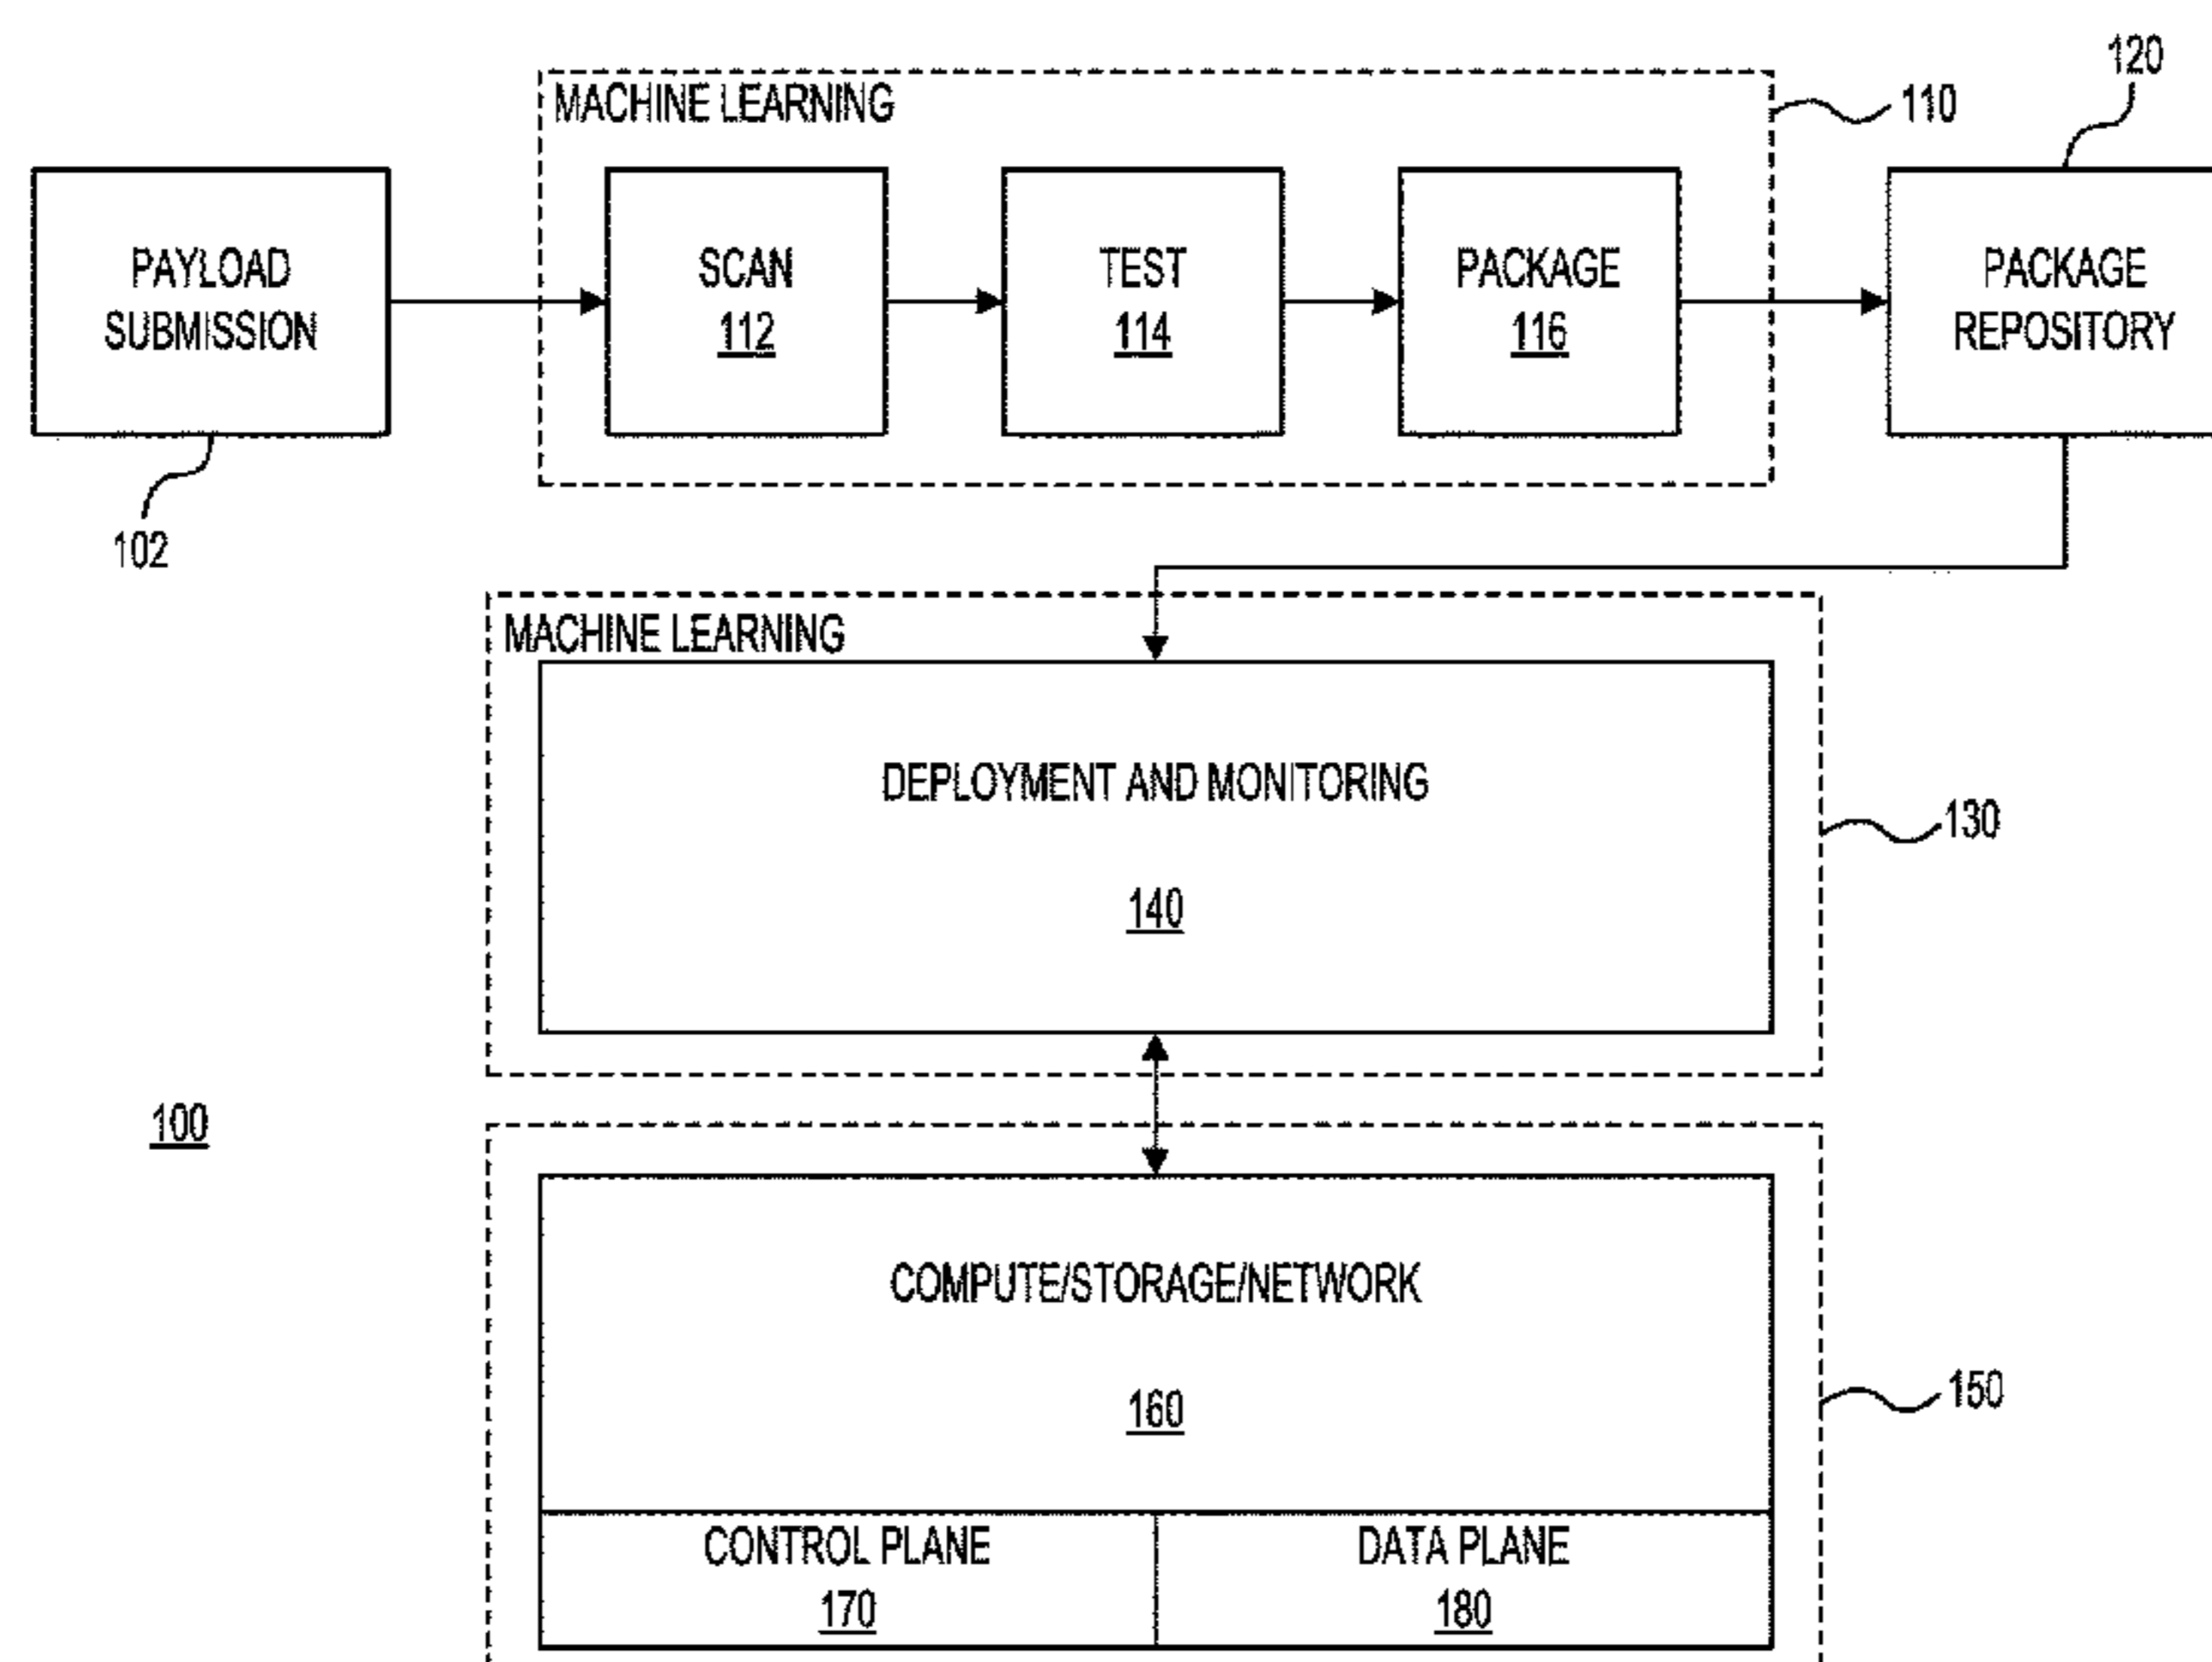 120
MACHINE LEARNING
110
PAYLOAD
SUBMISSION
SCAN
112
TEST
114
PACKAGE
116
PACKAGE
REPOSITORY
102
MACHINE LEARNING
DEPLOYMENT AND MONITORING
130
140
100
COMPUTE/STORAGE/NETWORK
150
160
CONTROL PLANE
170
DATA PLANE
180